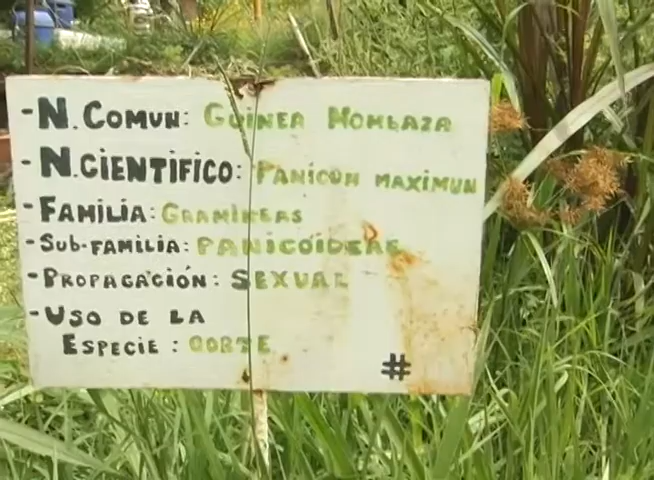 -N. COMUN: GUINEA MOMBAZA
-N. CIENTIFICO: PANICUM MAXIMUN
-FAMILIA: GRAMINEAS
-SUB-FAMILIA: PANICOIDEAE
-PROPAGACIÓN: SEXUAL
-USO DE LA
ESPECIE: CORTE
#